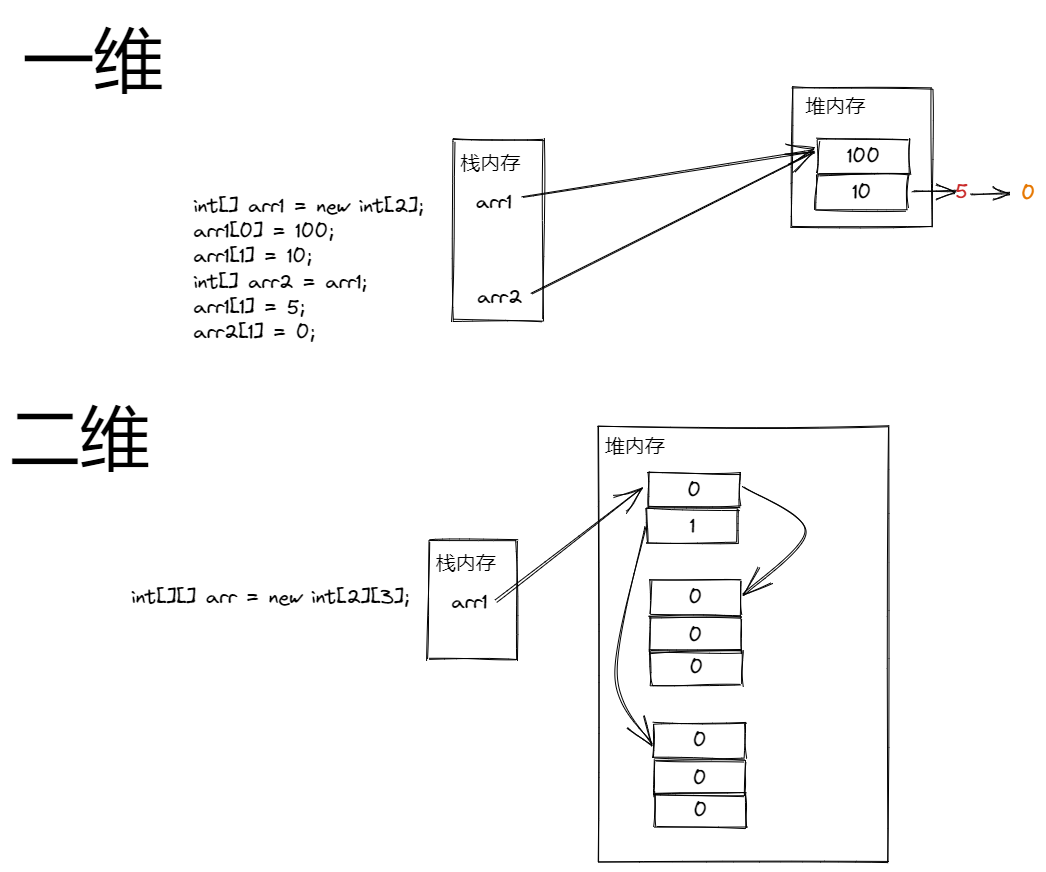 一维
堆内存
100
10 5 0
栈内存
arr1
arr2
int[] arr1 = new int[2];
arr1[0] = 100;
arr1[1] = 10;
int[] arr2 = arr1;
arr1[1] = 5;
arr2[1] = 0;
二维
堆内存
0
1
0
0
0
0
0
0
栈内存
arr1
int[][] arr = new int[2][3];